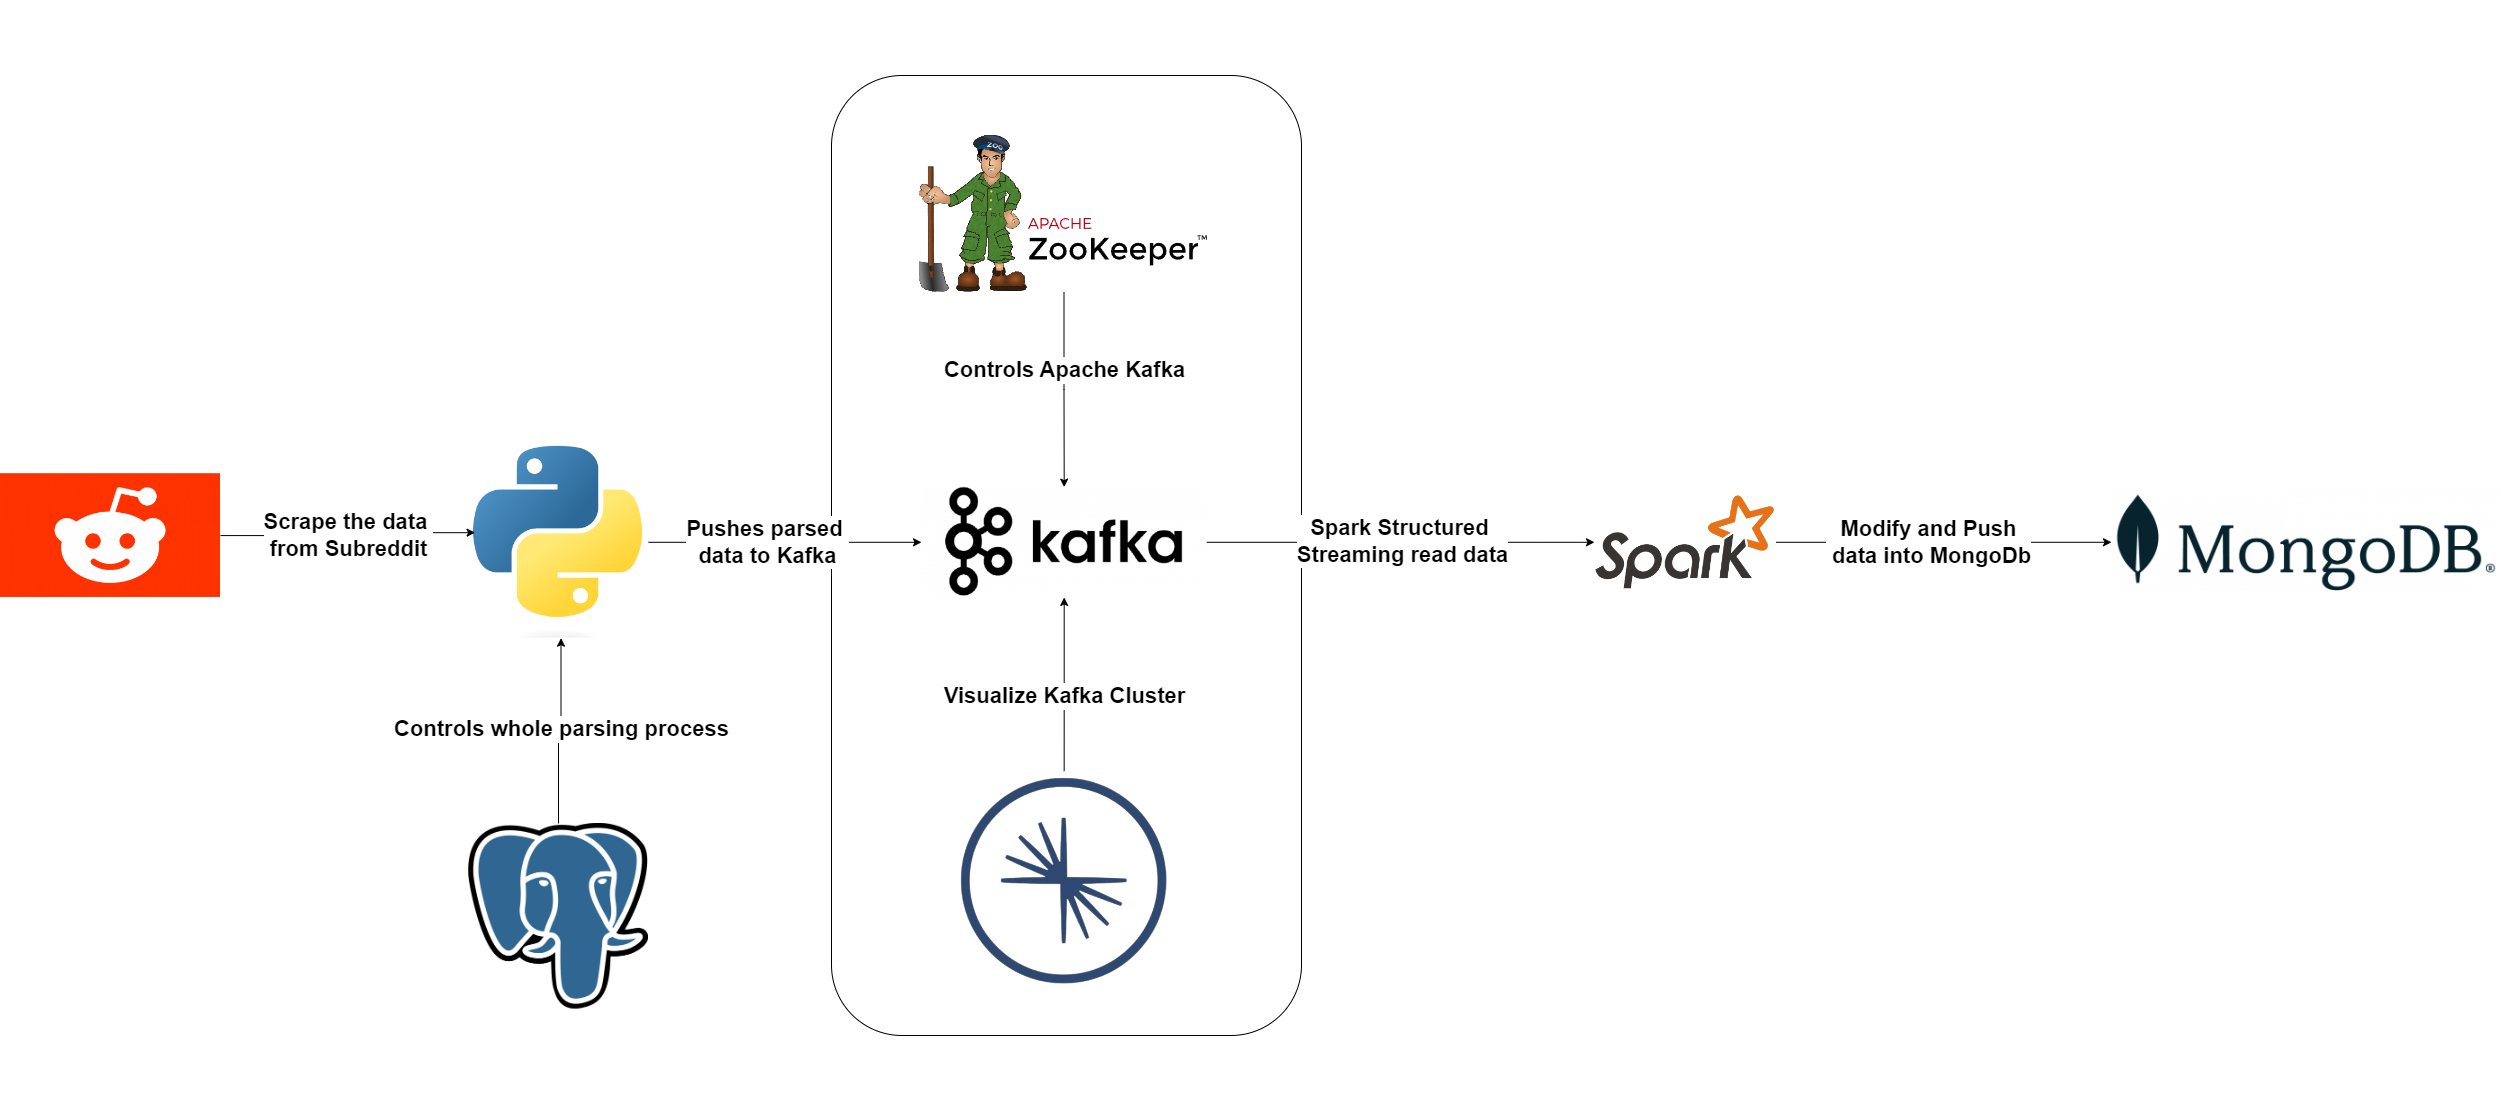 ZOO
APACHE
ZooKeeper™
Controls Apache Kafka
Scrape the data
from Subreddit
Pushes parsed
data to Kafka
kafka
Spark Structured
Streaming read data
Spark
Modify and Push
data into MongoDb
MongoDB®
Controls whole parsing process
Visualize Kafka Cluster